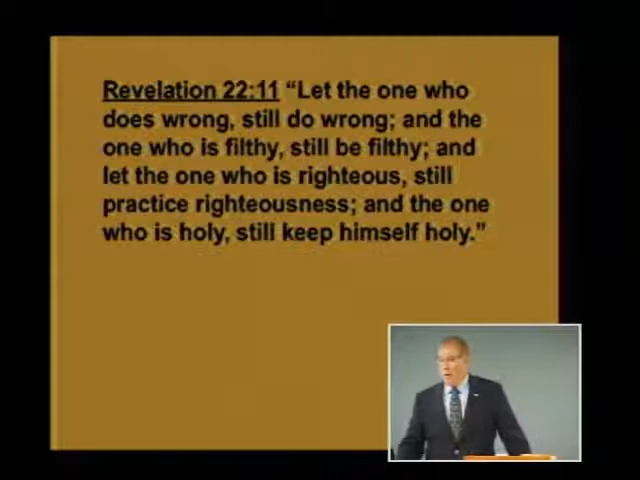 Revelation 22:11 “Let the one who
does wrong, still do wrong; and the
one who is filthy, still be filthy; and
let the one who is righteous, still
practice righteousness; and the one
who is holy, still keep himself holy.”